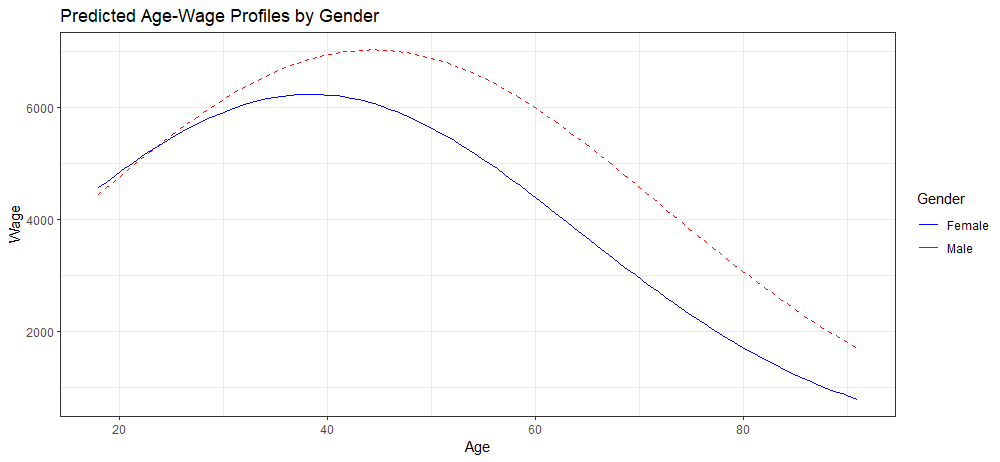 Predicted Age-Wage Profiles by Gender
Wage
6000
4000
2000
20 40 60 80
Age
Gender
Female
Male